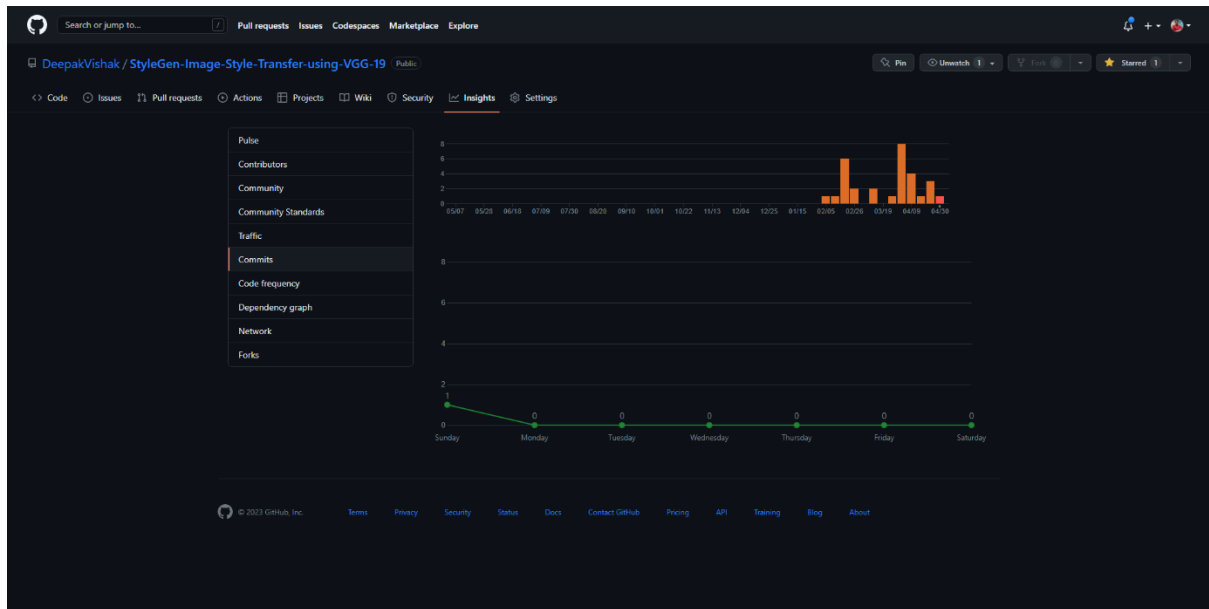 Search or jump to... /
Pull requests Issues Codespaces Marketplace Explore
DeepakVishak / StyleGen-Image-Style-Transfer-using-VGG-19 Public
Pin Unwatch 1 Fork 0 Starred 1
Code Issues Pull requests Actions Projects Wiki Security Insights Settings
Pulse
Contributors
Community
Community Standards
Traffic
Commits
Code frequency
Dependency graph
Network
Forks
8
6
4
2
0
05/07 05/28 06/18 07/09 07/30 08/20 09/10 10/01 10/22 11/13 12/04 12/25 01/15 02/05 02/26 03/19 04/09 04/30
8
6
4
2
1
0 0 0 0 0 0
0
Sunday Monday Tuesday Wednesday Thursday Friday Saturday
© 2023 GitHub, Inc. Terms Privacy Security Status Docs Contact GitHub Pricing API Training Blog About